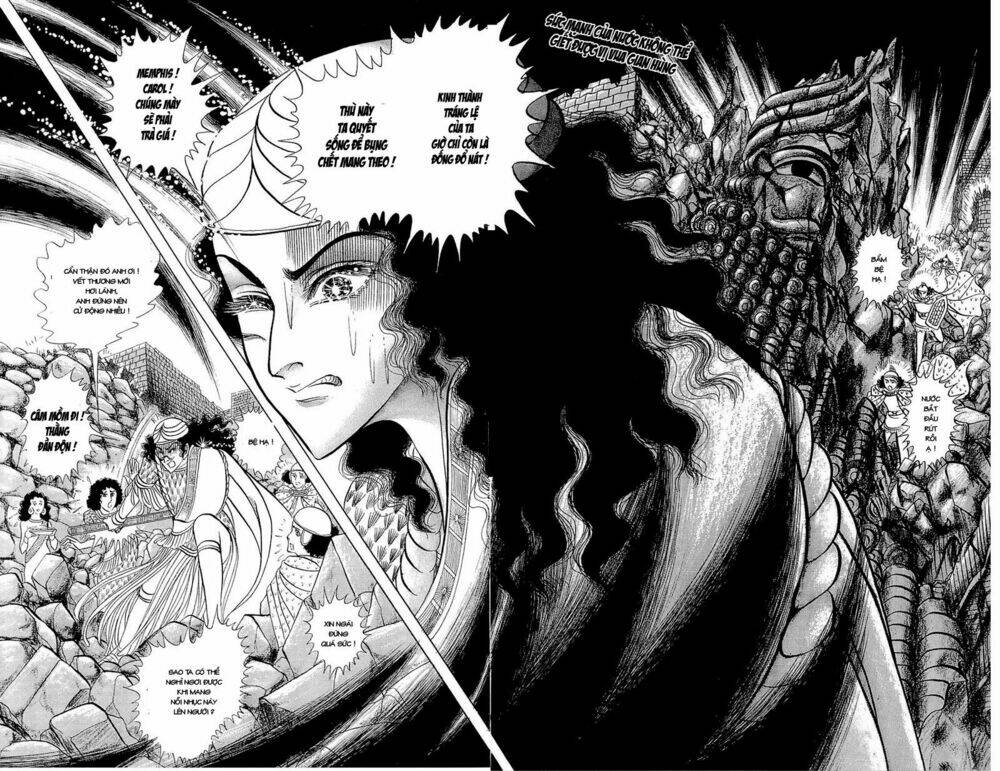 SỨC MẠNH CỦA NƯỚC KHÔNG THỂ
GIẾT ĐƯỢC VỊ VUA GIAN HÙNG
BẨM
BỆ
HẠ !
NƯỚC
BẮT
ĐẦU
RÚT
RỒI
Ạ !
KINH THÀNH
TRÁNG LỆ
CỦA TA
GIỜ CHỈ CÒN LÀ
ĐỐNG ĐỔ NÁT !
THÙ NÀY
TA QUYẾT
SỐNG ĐỂ BỤNG
CHẾT MANG THEO !
MEMPHIS !
CAROL !
CHÚNG MÀY
SẼ PHẢI
TRẢ GIÁ !
CẨN THẬN ĐÓ ANH ƠI !
VẾT THƯƠNG MỚI
HƠI LÀNH,
ANH ĐỪNG NÊN
CỬ ĐỘNG NHIỀU !
BỆ HẠ !
CÂM MỒM ĐI !
THẰNG
ĐẦN ĐỘN !
XIN NGÀI
ĐỪNG
QUÁ SỨC !
SAO TA CÓ THỂ
NGHỈ NGƠI ĐƯỢC
KHI MANG
NỖI NHỤC NÀY
LÊN NGƯỜI ?